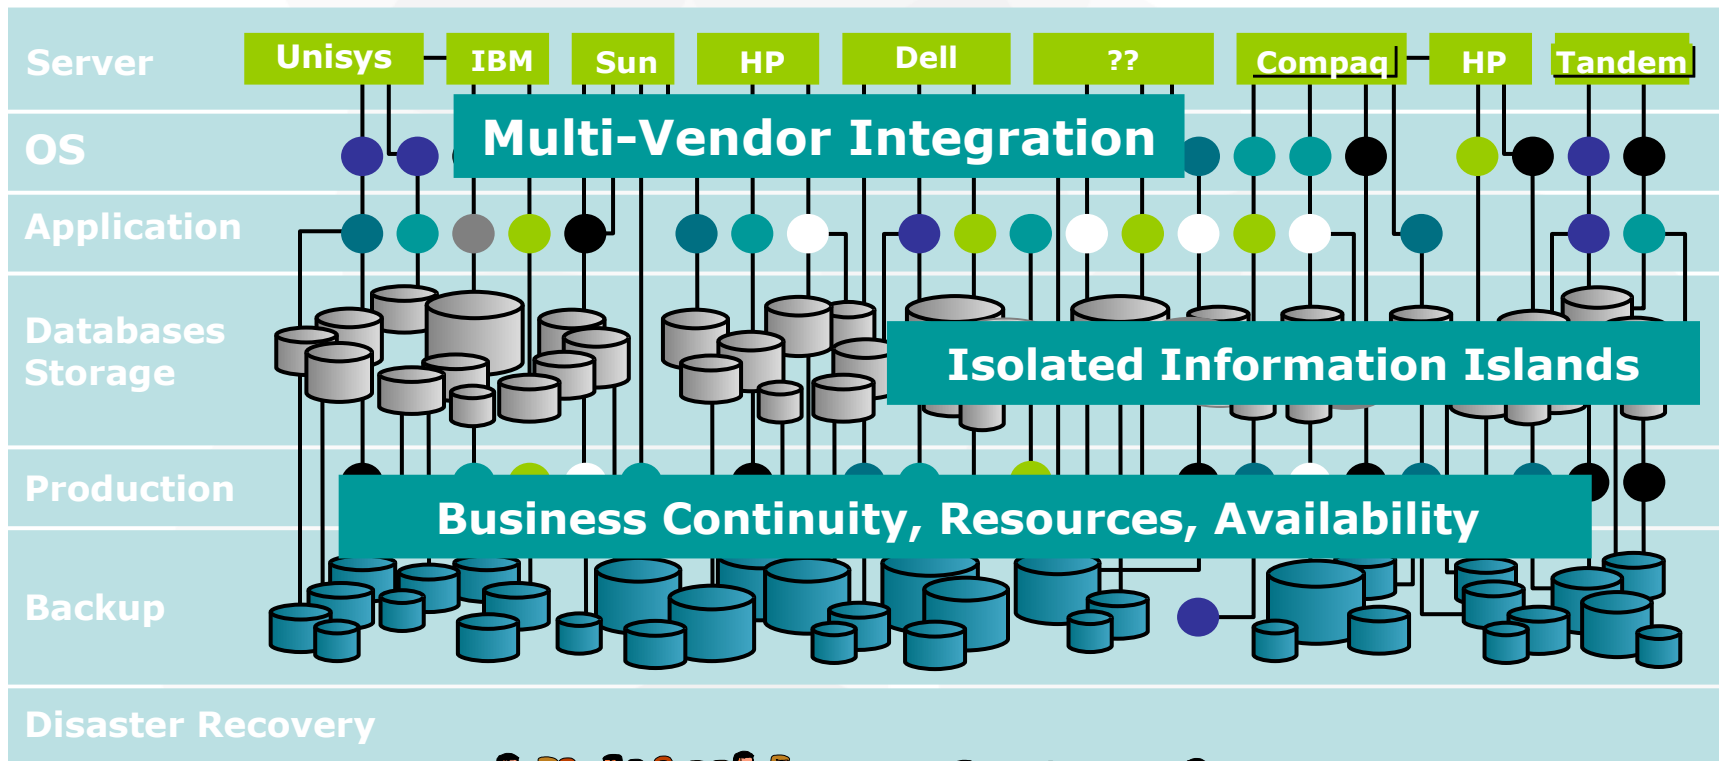 Server
Unisys
IBM
Sun
HP
Dell
??
Compaq
HP
Tandem
OS
Multi-Vendor Integration
Application
Databases
Storage
Isolated Information Islands
Production
Business Continuity, Resources, Availability
Backup
Disaster Recovery